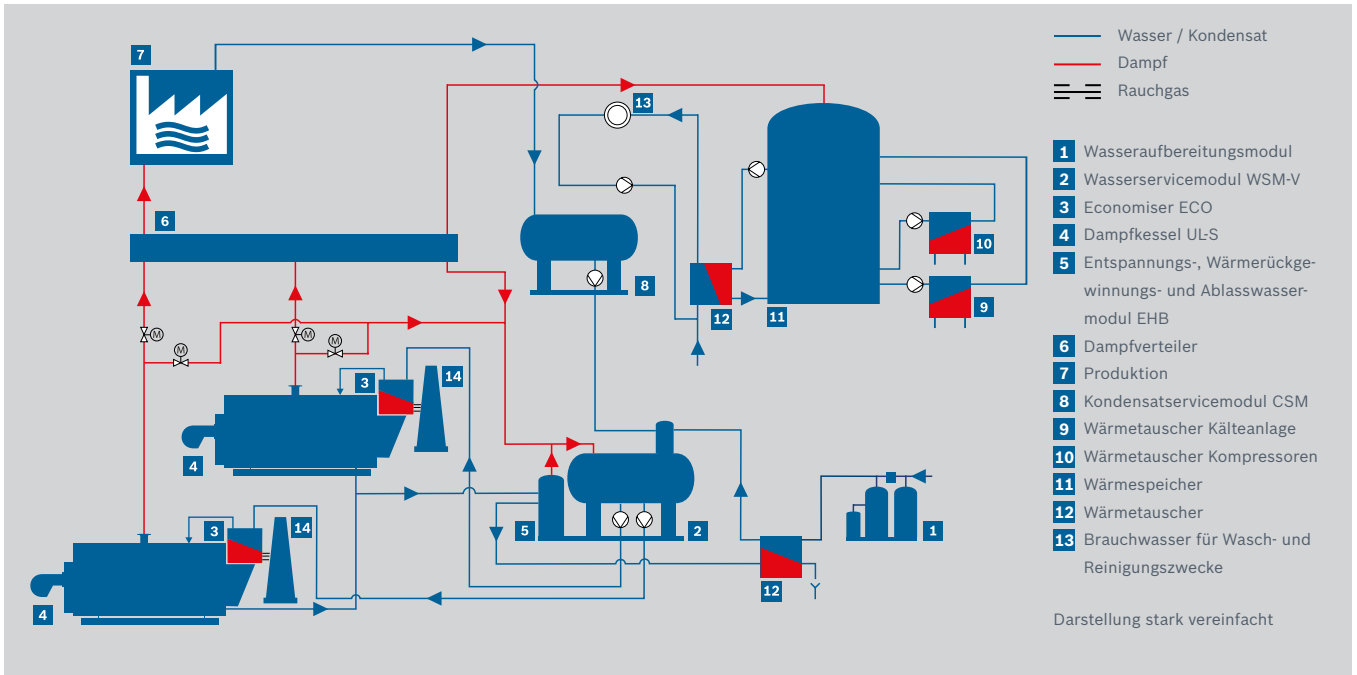 Wasser / Kondensat
Dampf
Rauchgas
1 Wasseraufbereitungsmodul
2 Wasserservicemodul WSM-V
3 Economiser ECO
4 Dampfkessel UL-S
5 Entspannungs-, Wärmerückge-
winnungs- und Ablasswasser-
modul EHB
6 Dampfverteiler
7 Produktion
8 Kondensatservicemodul CSM
9 Wärmetauscher Kälteanlage
10 Wärmetauscher Kompressoren
11 Wärmespeicher
12 Wärmetauscher
13 Brauchwasser für Wasch- und
Reinigungszwecke
Darstellung stark vereinfacht
7
13
6
10
8
12
11
9
M
M
M
M
3
14
4
3
14
5
2
1
4
12